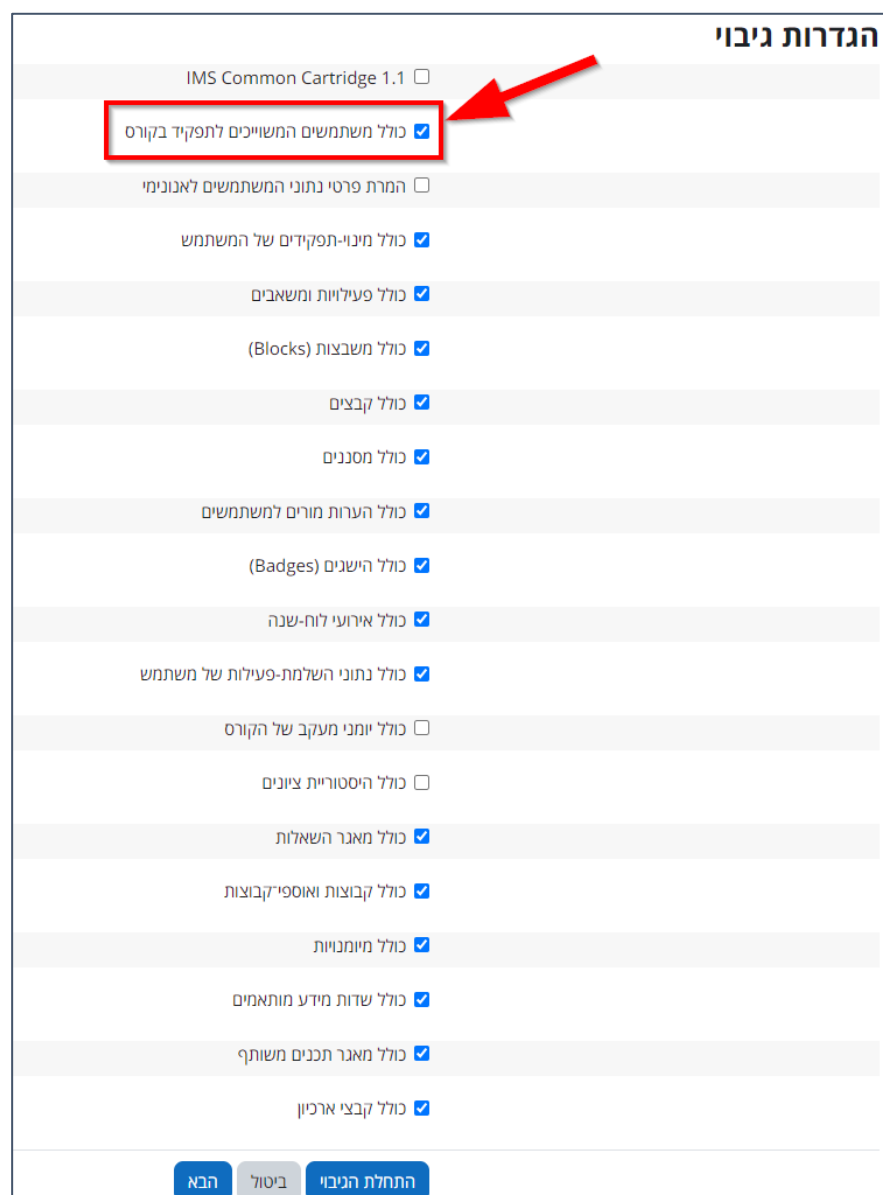 הגדרות גיבוי
IMS Common Cartridge 1.1
כולל משתמשים המשוייכים לתפקיד בקורס
המרת פרטי נתוני המשתמשים לאנונימי
כולל מינוי-תפקידים של המשתמש
כולל פעילויות ומשאבים
כולל משבצות (Blocks)
כולל קבצים
כולל מסננים
כולל הערות מורים למשתמשים
כולל הישגים (Badges)
כולל אירועי לוח-שנה
כולל נתוני השלמת-פעילות של משתמש
כולל יומני מעקב של הקורס
כולל היסטוריית ציונים
כולל מאגר השאלות
כולל קבוצות ואוספי־קבוצות
כולל מיומנויות
כולל שדות מידע מותאמים
כולל מאגר תכנים משותף
כולל קבצי ארכיון
התחלת הגיבוי ביטול הבא